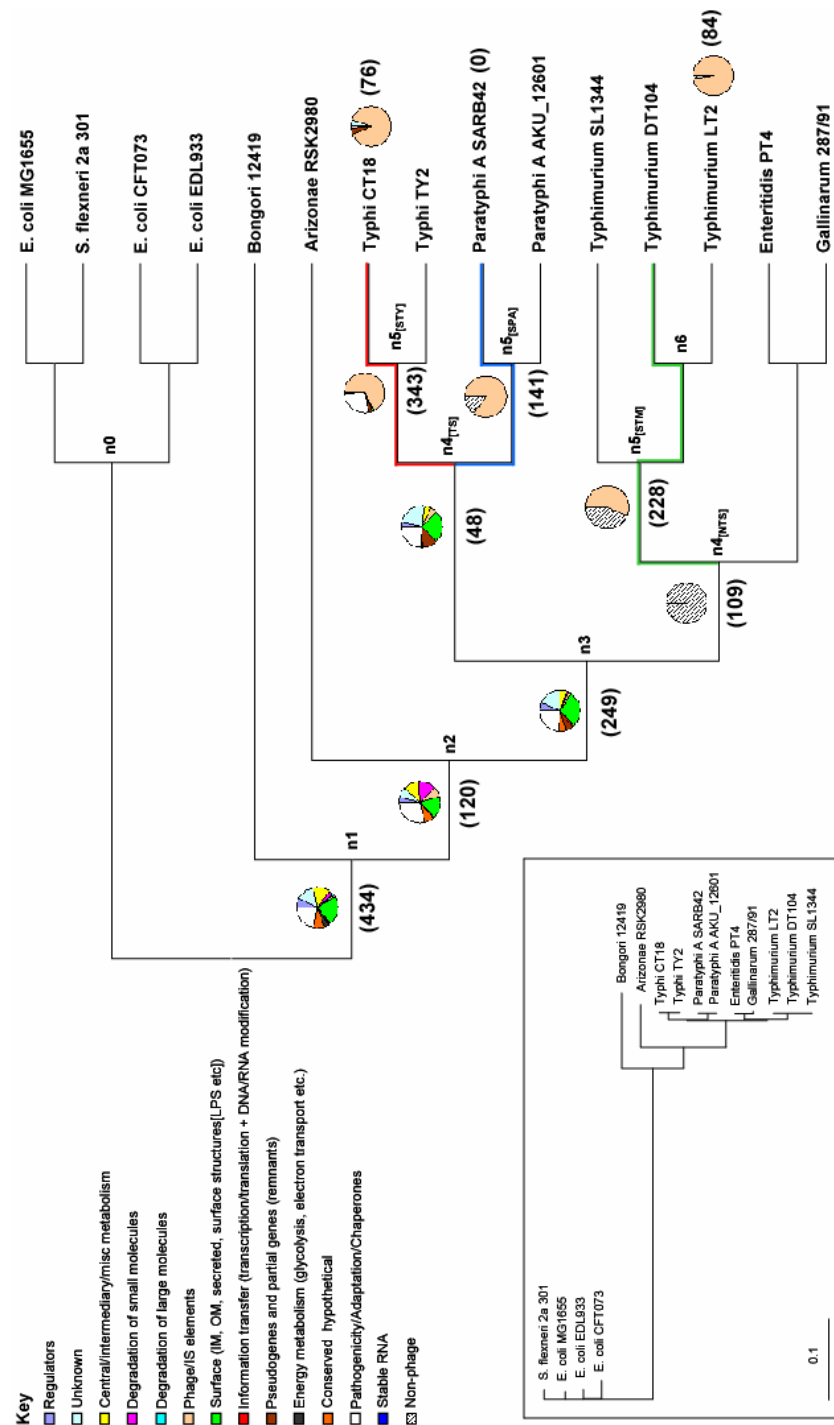 Key
Regulators
Unknown
Central/intermediary/misc metabolism
Degradation of small molecules
Degradation of large molecules
Phage/IS elements
Surface (IM, OM, secreted, surface structures[LPS etc])
Information transfer (transcription/translation + DNA/RNA modification)
Pseudogenes and partial genes (remnants)
Energy metabolism (glycolysis, electron transport etc.)
Conserved hypothetical
Pathogenicity/Adaptation/Chaperones
Stable RNA
Non-phage
E. coli MG1655
S. flexneri 2a 301
E. coli CFT073
E. coli EDL933
Bongori 12419
Arizonae RSK2980
Typhi CT18 (76)
Typhi TY2
Paratyphi A SARB42 (0)
Paratyphi A AKU_12601
Typhimurium SL1344
Typhimurium DT104
Typhimurium LT2 (84)
Enteritidis PT4
Gallinarum 287/91
n0
n1
n2
n3
n4[TS]
n5[STY]
n5[SPA]
n5[STM]
n6
n4[NTS]
(434)
(120)
(249)
(48)
(343)
(141)
(228)
(109)
S. flexneri 2a 301
E. coli MG1655
E. coli EDL933
E. coli CFT073
Bongori 12419
Arizonae RSK2980
Typhi CT18
Typhi TY2
Paratyphi A SARB42
Paratyphi A AKU_12601
Enteritidis PT4
Gallinarum 287/91
Typhimurium LT2
Typhimurium DT104
Typhimurium SL1344
0.1